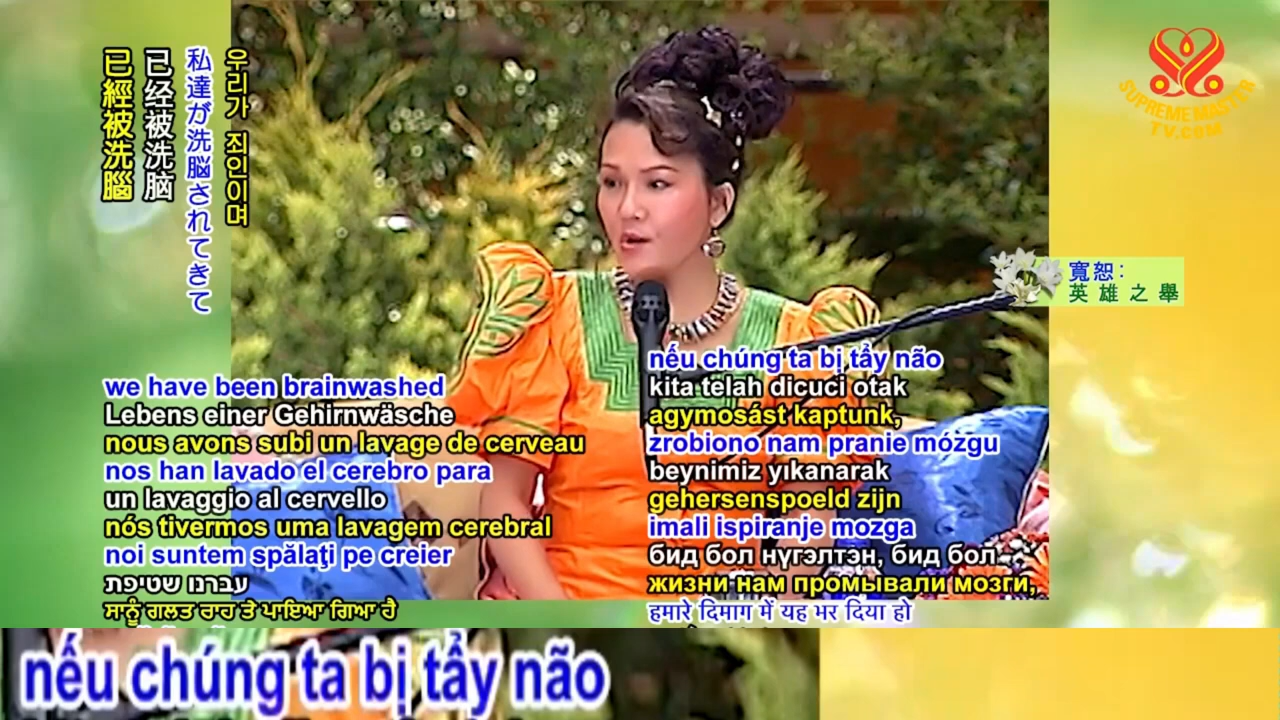 已經被洗腦
已经被洗脑
私達が洗脳されてきて
우리가 죄인이며
SUPREME MASTER
TV.COM
寬恕:
英雄之舉
we have been brainwashed
Lebens einer Gehirnwäsche
nous avons subi un lavage de cerveau
nos han lavado el cerebro para
un lavaggio al cervello
nós tivermos uma lavagem cerebral
noi suntem spălaţi pe creier
עברנו שטיפת
ਸਾਨੂੰ ਗਲਤ ਰਾਹ ਤੇ ਪਾਇਆ ਗਿਆ ਹੈ
nếu chúng ta bị tẩy não
kita telah dicuci otak
agymosást kaptunk,
zrobiono nam pranie mózgu
beynimiz yıkanarak
gehersenspoeld zijn
imali ispiranje mozga
бид бол нүгэлтэн, бид бол
жизни нам промывали мозги,
हमारे दिमाग में यह भर दिया हो
nếu chúng ta bị tẩy não